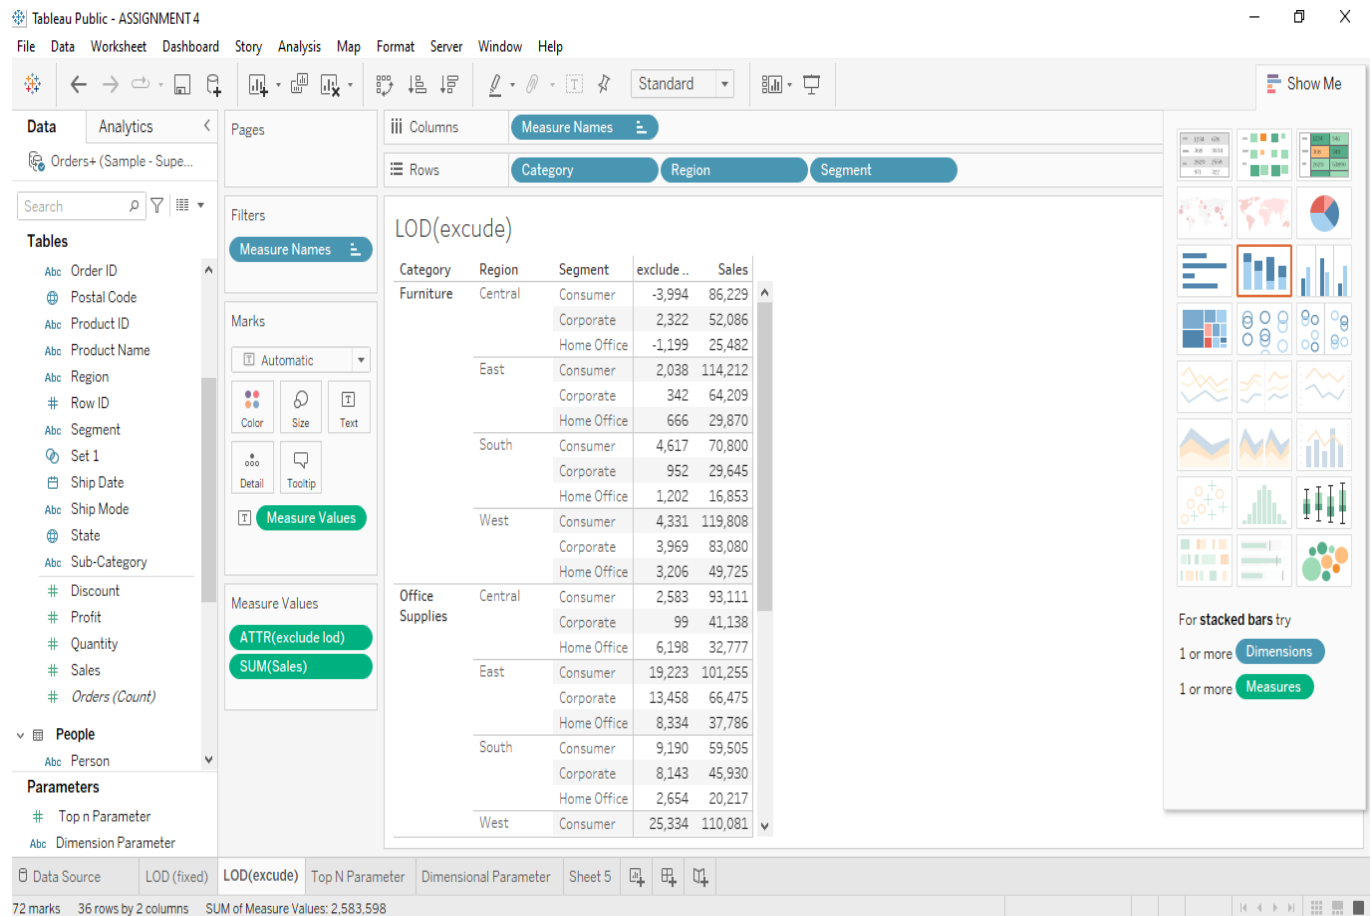 Tableau Public - ASSIGNMENT 4
File Data Worksheet Dashboard Story Analysis Map Format Server Window Help
Standard
Show Me
Data Analytics
Orders+ (Sample - Supe...
Search
Tables
Abc Order ID
Postal Code
Abc Product ID
Abc Product Name
Abc Region
# Row ID
Abc Segment
Set 1
Ship Date
Abc Ship Mode
State
Abc Sub-Category
# Discount
# Profit
# Quantity
# Sales
# Orders (Count)
People
Abc Person
Parameters
# Top n Parameter
Abc Dimension Parameter
Pages
Filters
Measure Names
Marks
T Automatic
Color Size Text
Detail Tooltip
T Measure Values
Measure Values
ATTR(exclude lod)
SUM(Sales)
Columns Measure Names
Rows Category Region Segment
LOD(excude)
Category Region Segment exclude .. Sales
Furniture Central Consumer -3,994 86,229
Corporate 2,322 52,086
Home Office -1,199 25,482
East Consumer 2,038 114,212
Corporate 342 64,209
Home Office 666 29,870
South Consumer 4,617 70,800
Corporate 952 29,645
Home Office 1,202 16,853
West Consumer 4,331 119,808
Corporate 3,969 83,080
Home Office 3,206 49,725
Office Supplies Central Consumer 2,583 93,111
Corporate 99 41,138
Home Office 6,198 32,777
East Consumer 19,223 101,255
Corporate 13,458 66,475
Home Office 8,334 37,786
South Consumer 9,190 59,505
Corporate 8,143 45,930
Home Office 2,654 20,217
West Consumer 25,334 110,081
For stacked bars try
1 or more Dimensions
1 or more Measures
Data Source LOD (fixed) LOD(excude) Top N Parameter Dimensional Parameter Sheet 5
72 marks 36 rows by 2 columns SUM of Measure Values: 2,583,598